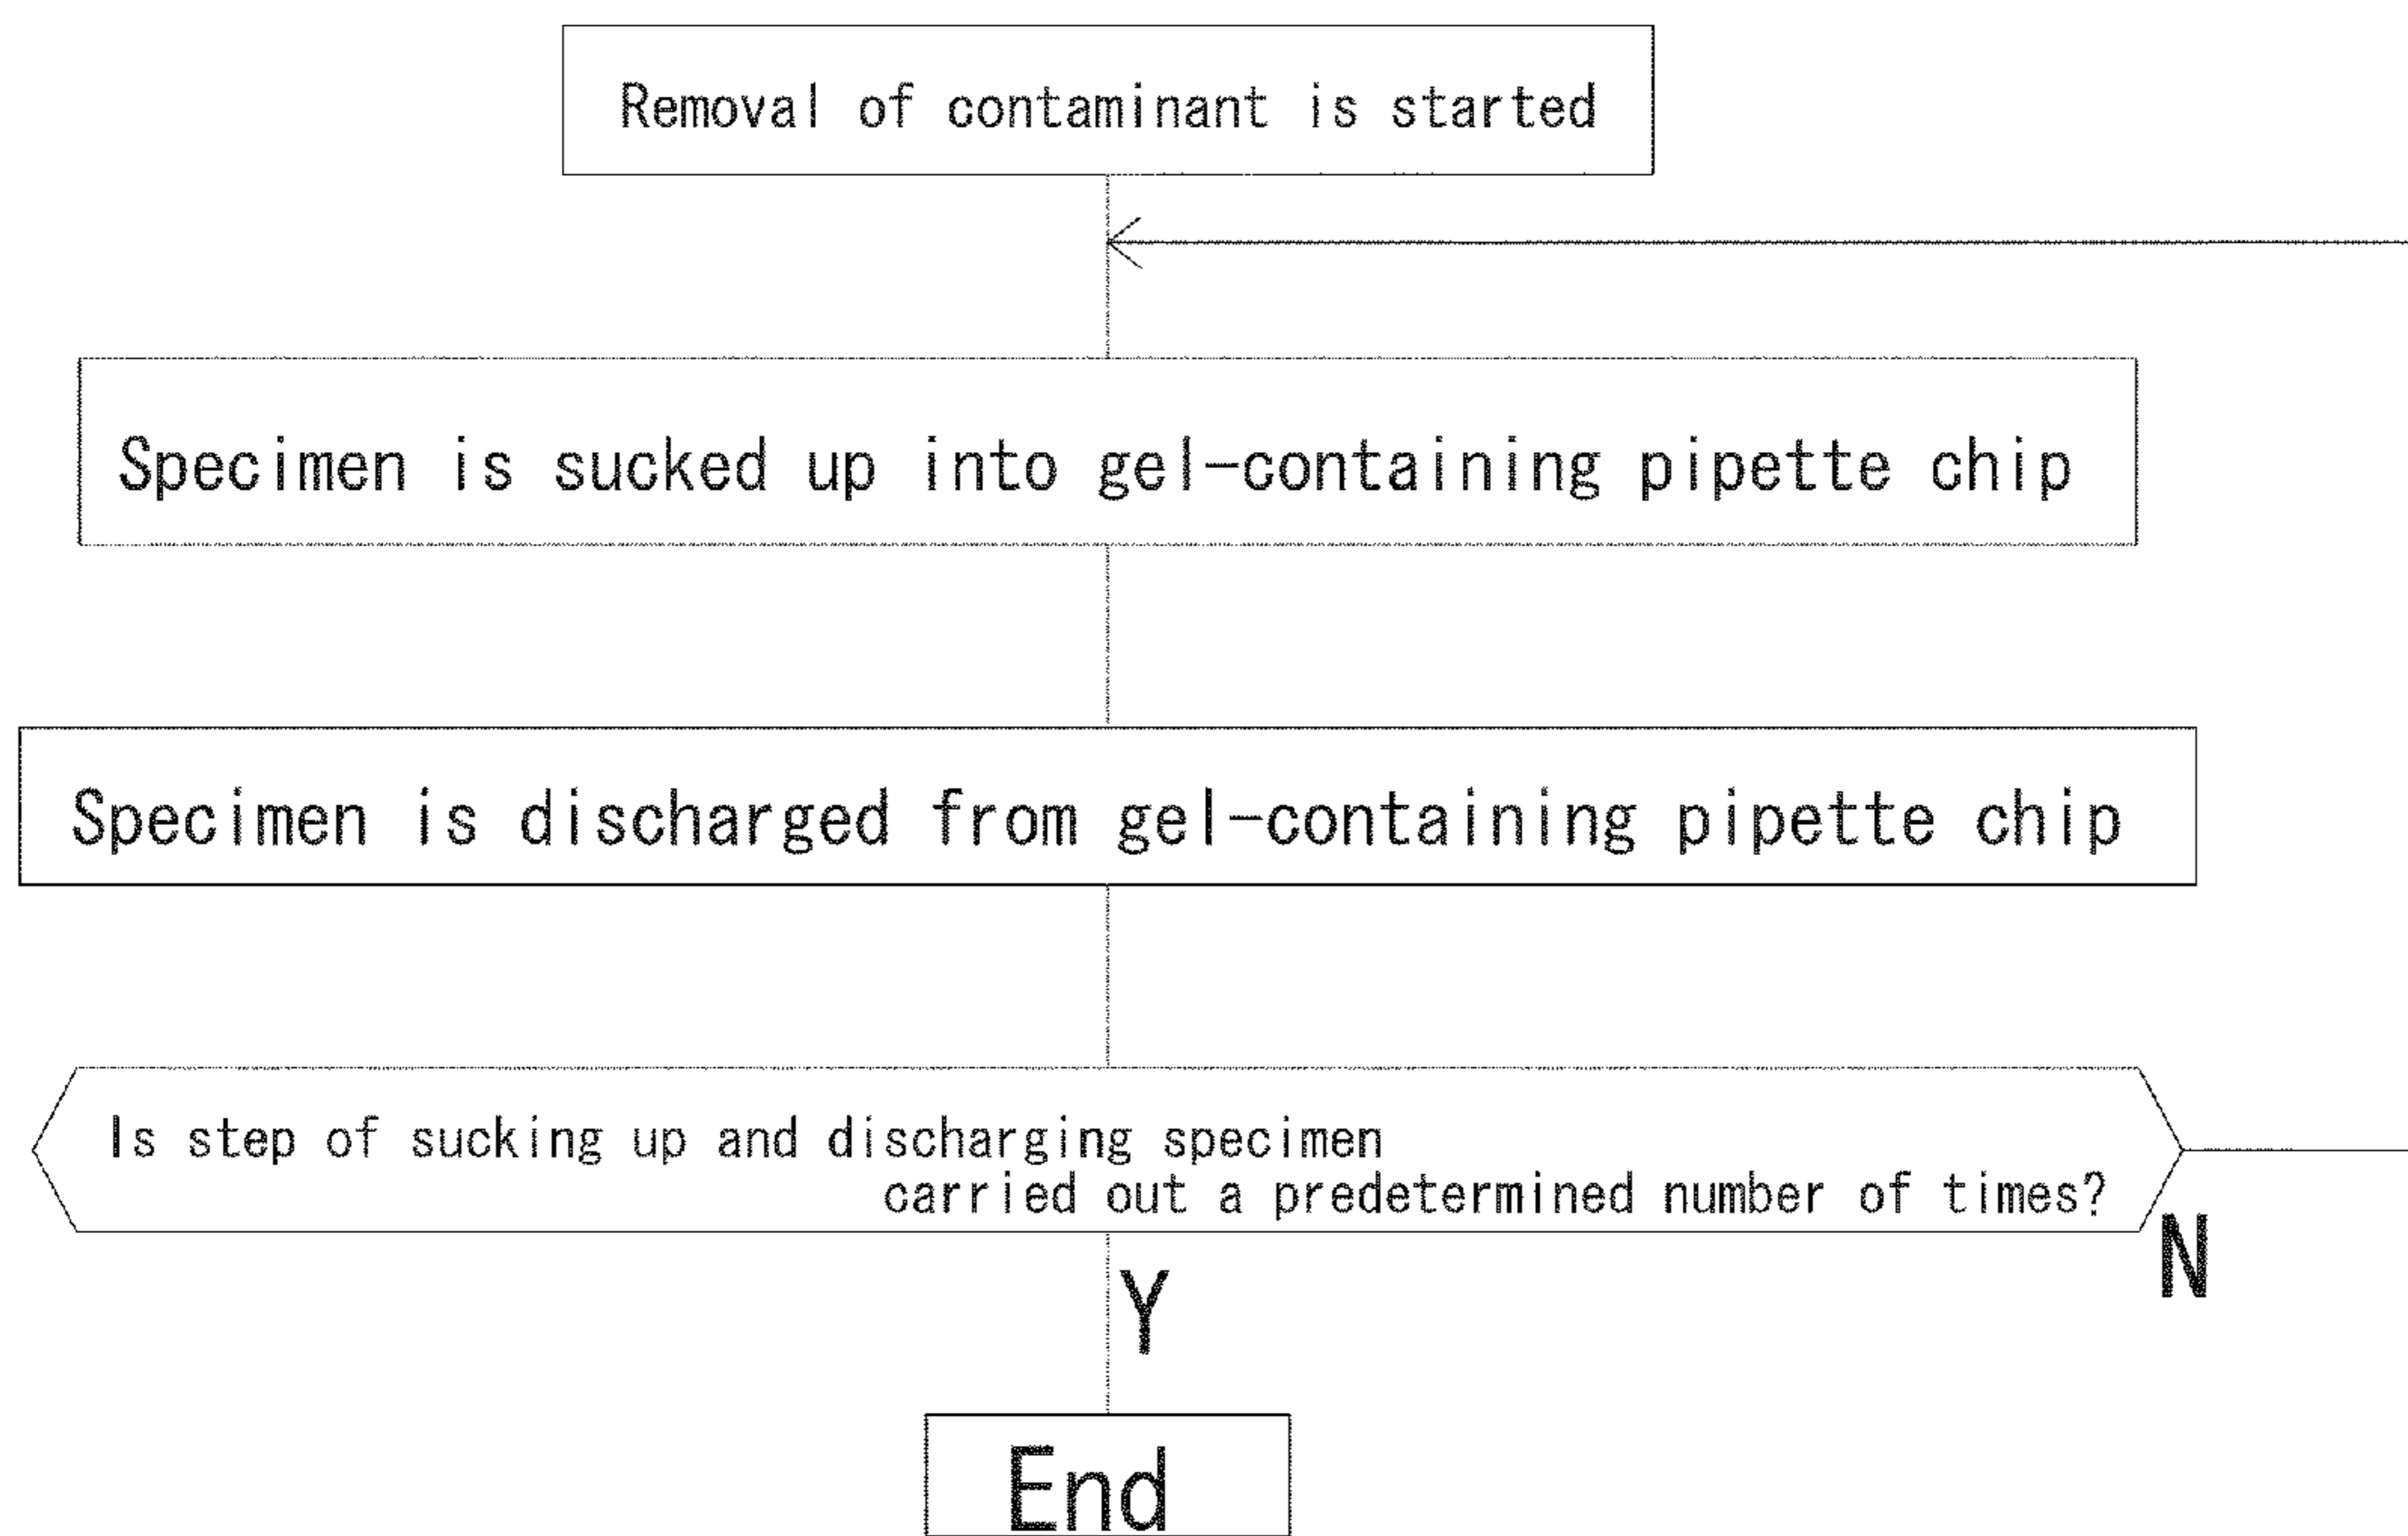 Removal of contaminant is started
Specimen is sucked up into gel-containing pipette chip
Specimen is discharged from gel-containing pipette chip
Is step of sucking up and discharging specimen
carried out a predetermined number of times?
N
Y
End